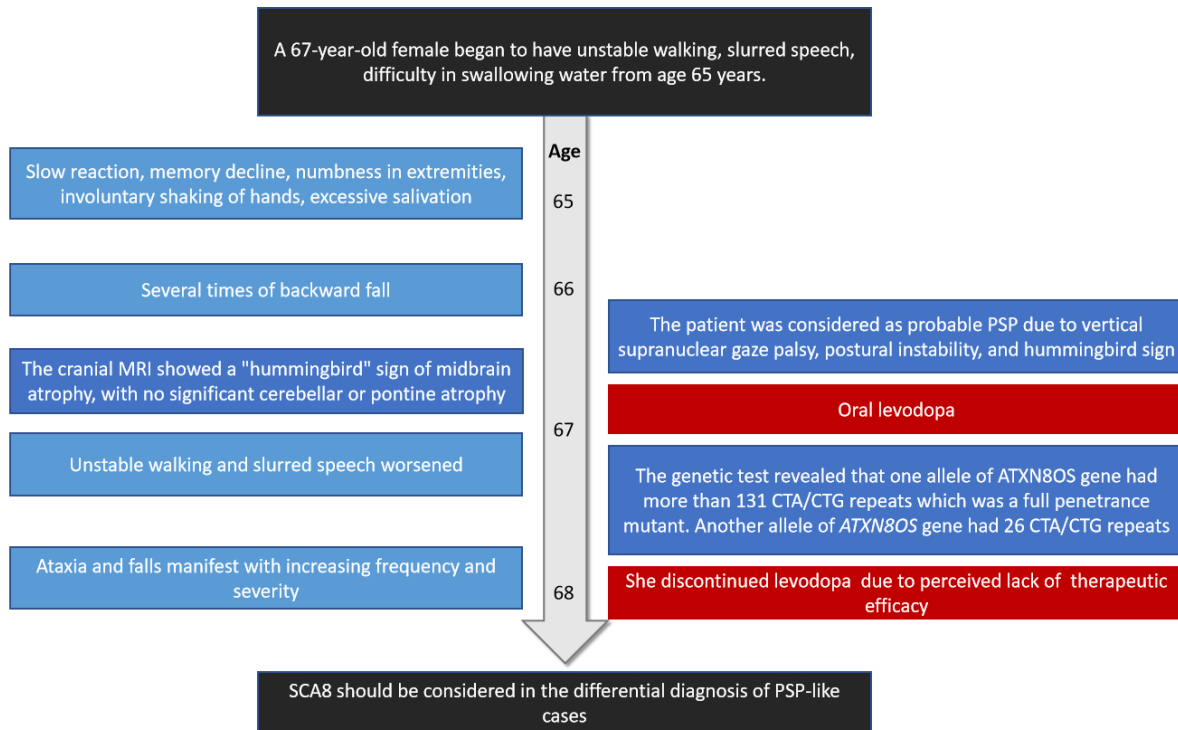 A 67-year-old female began to have unstable walking, slurred speech,
difficulty in swallowing water from age 65 years.
Age
Slow reaction, memory decline, numbness in extremities,
involuntary shaking of hands, excessive salivation
65
Several times of backward fall
66
The patient was considered as probable PSP due to vertical
supranuclear gaze palsy, postural instability, and hummingbird sign
The cranial MRI showed a "hummingbird" sign of midbrain
atrophy, with no significant cerebellar or pontine atrophy
Oral levodopa
67
Unstable walking and slurred speech worsened
The genetic test revealed that one allele of ATXN8OS gene had
more than 131 CTA/CTG repeats which was a full penetrance
mutant. Another allele of ATXN8OS gene had 26 CTA/CTG repeats
Ataxia and falls manifest with increasing frequency and
severity
68
She discontinued levodopa due to perceived lack of therapeutic
efficacy
SCA8 should be considered in the differential diagnosis of PSP-like
cases